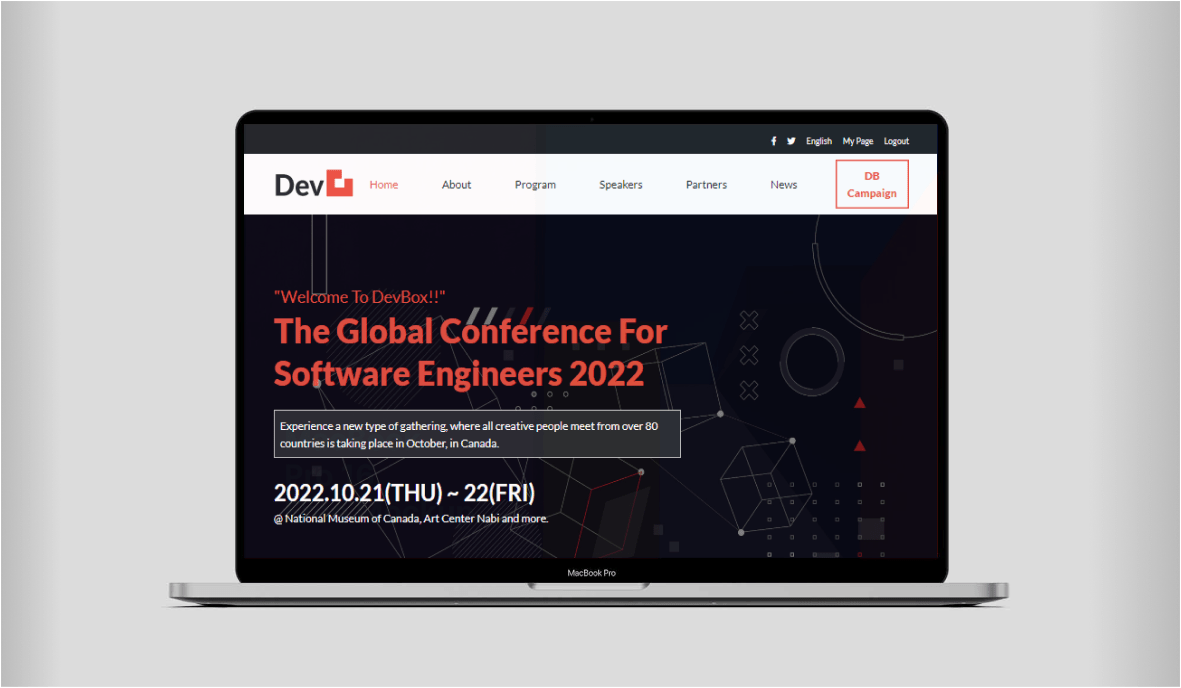 English My Page Logout
Dev
Home About Program Speakers Partners News
DB
Campaign
"Welcome To DevBox!!"
The Global Conference For
Software Engineers 2022
Experience a new type of gathering, where all creative people meet from over 80
countries is taking place in October, in Canada.
2022.10.21(THU) ~ 22(FRI)
@ National Museum of Canada, Art Center Nabi and more.
MacBook Pro